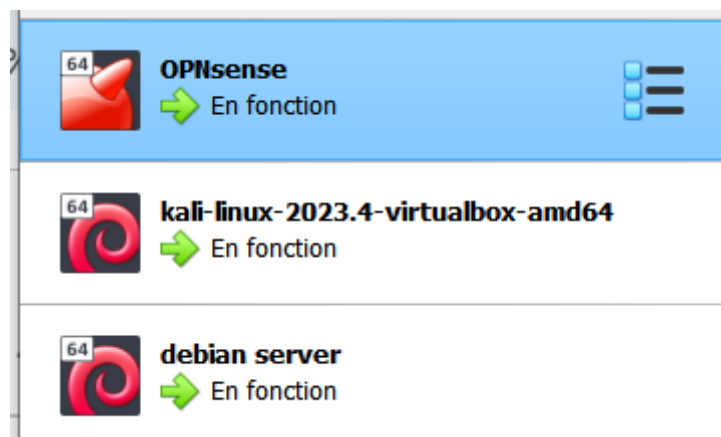 64
OPNsense
En fonction
64
kali-linux-2023.4-virtualbox-amd64
En fonction
64
debian server
En fonction